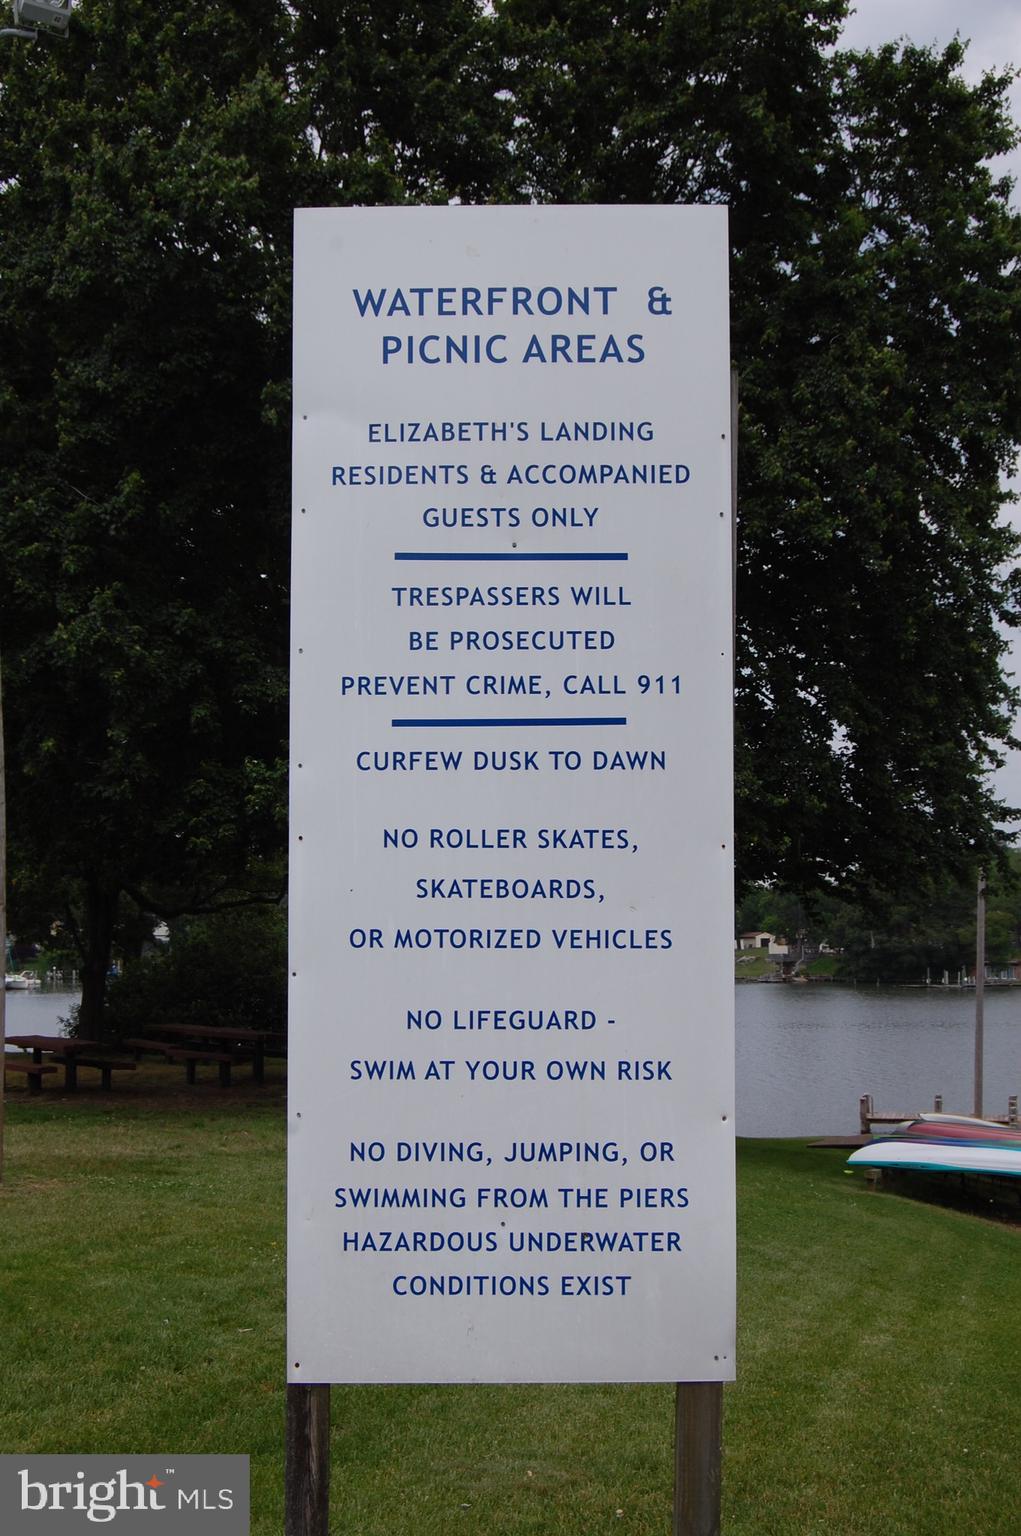 WATERFRONT &
PICNIC AREAS
ELIZABETH'S LANDING
RESIDENTS & ACCOMPANIED
GUESTS ONLY
TRESPASSERS WILL
BE PROSECUTED
PREVENT CRIME, CALL 911
CURFEW DUSK TO DAWN
NO ROLLER SKATES,
SKATEBOARDS,
OR MOTORIZED VEHICLES
NO LIFEGUARD -
SWIM AT YOUR OWN RISK
NO DIVING, JUMPING, OR
SWIMMING FROM THE PIERS
HAZARDOUS UNDERWATER
CONDITIONS EXIST
bright™ MLS